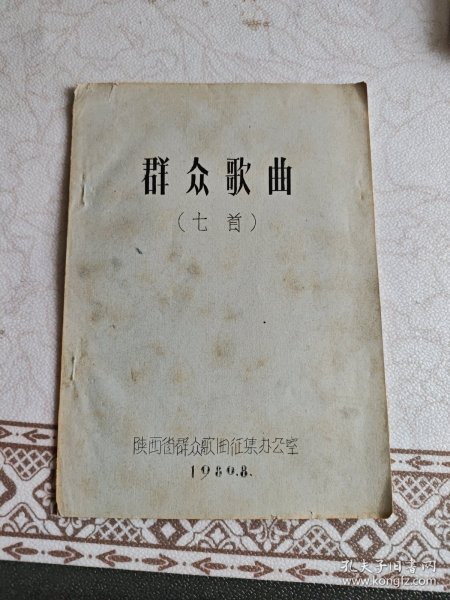 群众歌曲
（七首）
陕西省群众歌曲征集办公室
1980.8.
孔夫子旧书网
www.kongfz.com